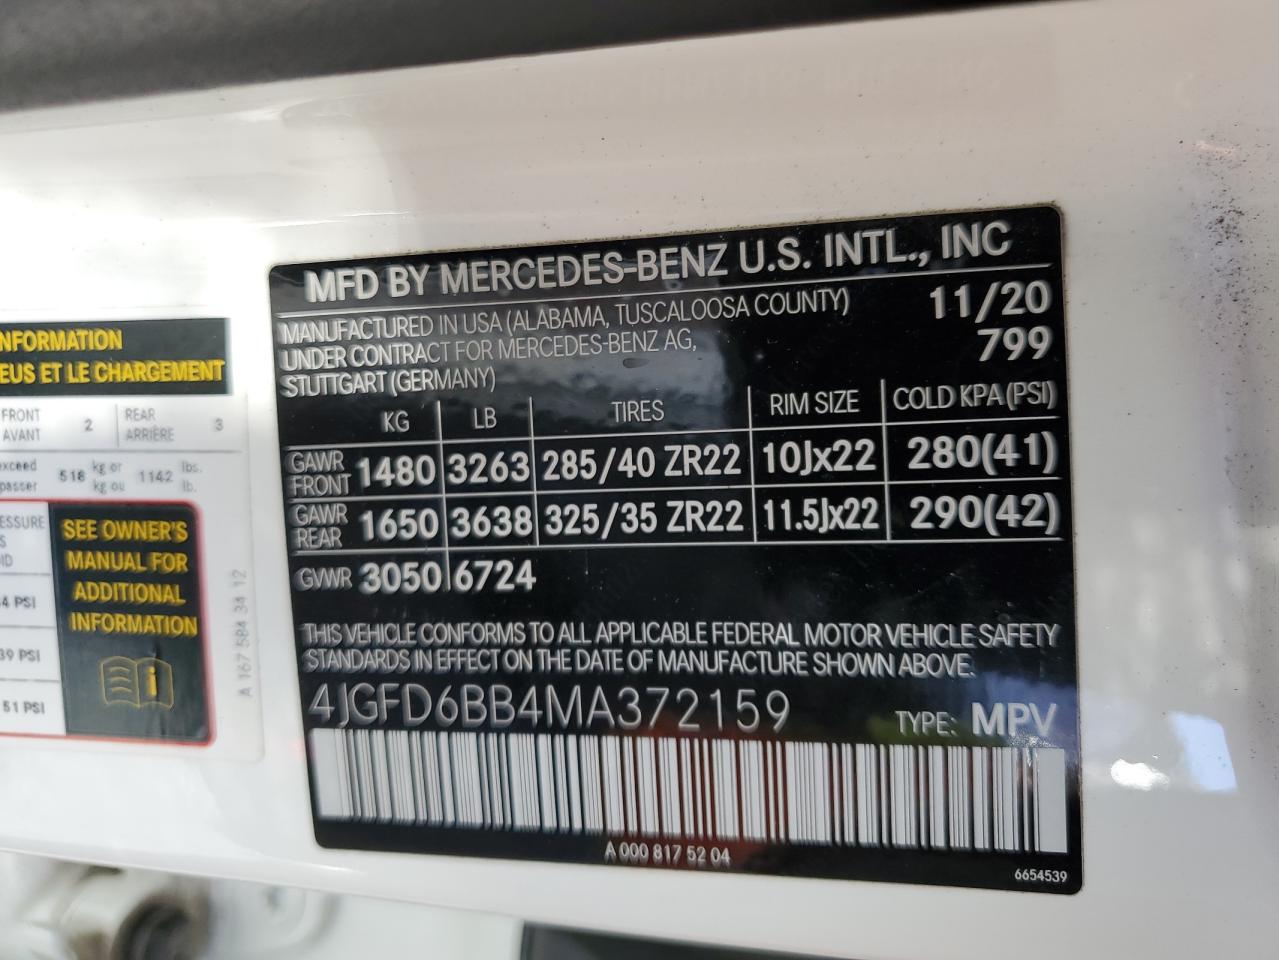 MFD BY MERCEDES-BENZ U.S. INTL., INC
MANUFACTURED IN USA (ALABAMA, TUSCALOOSA COUNTY) 11/20
UNDER CONTRACT FOR MERCEDES-BENZ AG, 799
STUTTGART (GERMANY)
KG LB TIRES RIM SIZE COLD KPA (PSI)
GAWR FRONT 1480 3263 285/40 ZR22 10Jx22 280(41)
GAWR REAR 1650 3638 325/35 ZR22 11.5Jx22 290(42)
GVWR 3050 6724
THIS VEHICLE CONFORMS TO ALL APPLICABLE FEDERAL MOTOR VEHICLE SAFETY
STANDARDS IN EFFECT ON THE DATE OF MANUFACTURE SHOWN ABOVE.
4JGFD6BB4MA372159 TYPE: MPV
A 000 817 52 04
6654539
NFORMATION
EUS ET LE CHARGEMENT
FRONT AVANT 2 REAR ARRIÈRE 3
exceed 518 kg or 1142 lbs.
passer kg ou lb.
ESSURE
SEE OWNER'S
MANUAL FOR
ADDITIONAL
INFORMATION
4 PSI
39 PSI
51 PSI
A 167 584 34 12